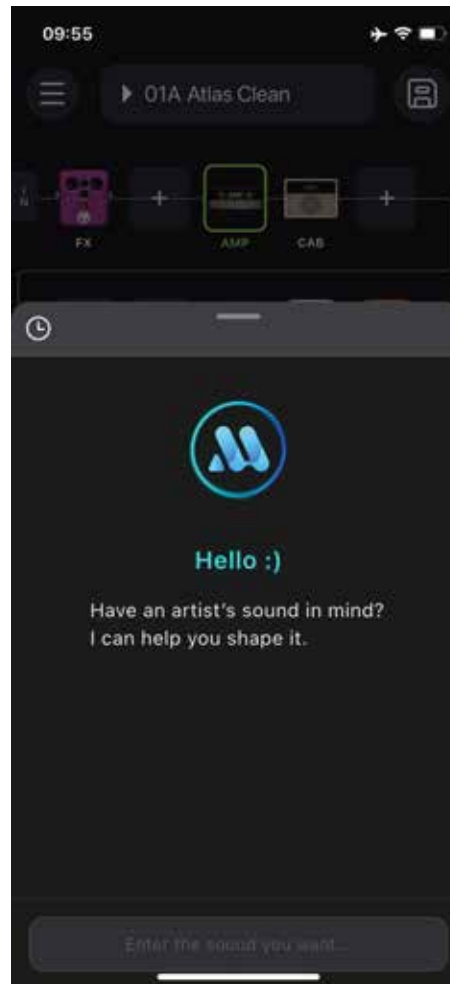 09:55
01A Atlas Clean
FX
AMP
CAB
Hello :)
Have an artist's sound in mind?
I can help you shape it.
Enter the sound you want...